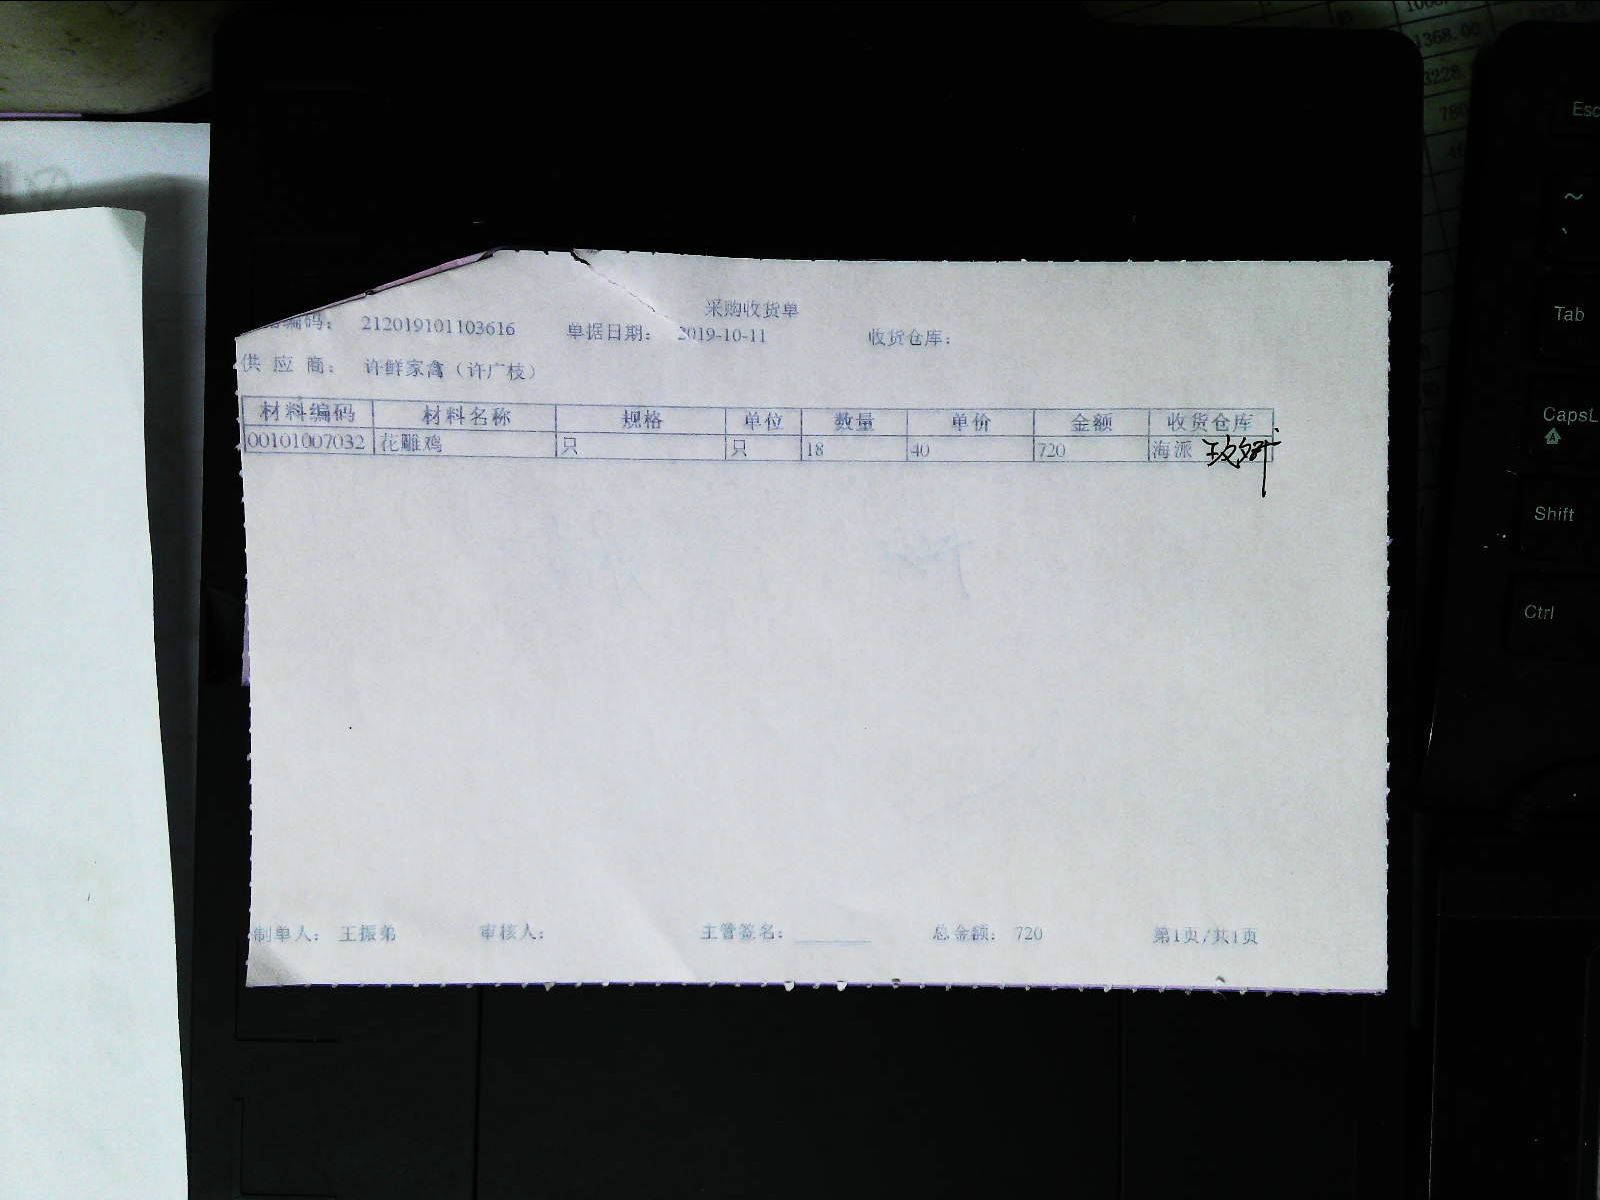 采购收货单
编码： 212019101103616 单据日期： 2019-10-11 收货仓库：
供 应 商： 许鲜家禽（许广枝）
材料编码 材料名称 规格 单位 数量 单价 金额 收货仓库
00101007032 花雕鸡 只 只 18 40 720 海派
制单人： 王振弟 审核人： 主管签名： 总金额： 720 第1页/共1页
1368.00
3228
Esc
~
、
Tab
CapsL
Shift
Ctrl